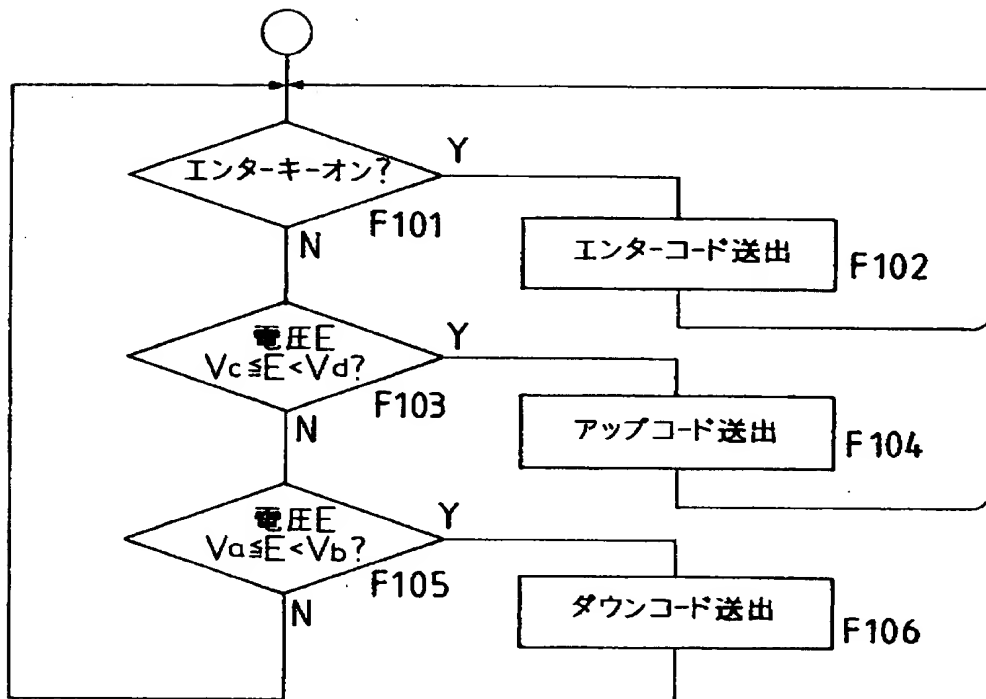 エンターキーオン?
Y
F101
N
エンターコード送出
F102
電圧E
Vc≦E<Vd?
Y
F103
N
アップコード送出
F104
電圧E
Va≦E<Vb?
Y
F105
N
ダウンコード送出
F106